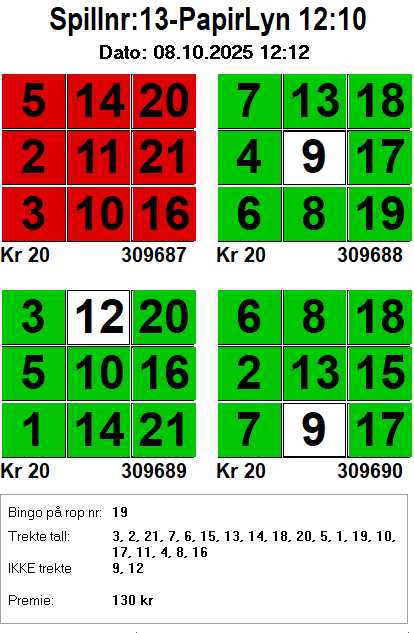 Spillnr:13-PapirLyn 12:10
Dato: 08.10.2025 12:12
5 14 20
2 11 21
3 10 16
Kr 20 309687
7 13 18
4 9 17
6 8 19
Kr 20 309688
3 12 20
5 10 16
1 14 21
Kr 20 309689
6 8 18
2 13 15
7 9 17
Kr 20 309690
Bingo på rop nr: 19
Trekte tall: 3, 2, 21, 7, 6, 15, 13, 14, 18, 20, 5, 1, 19, 10,
17, 11, 4, 8, 16
IKKE trekte 9, 12
Premie: 130 kr